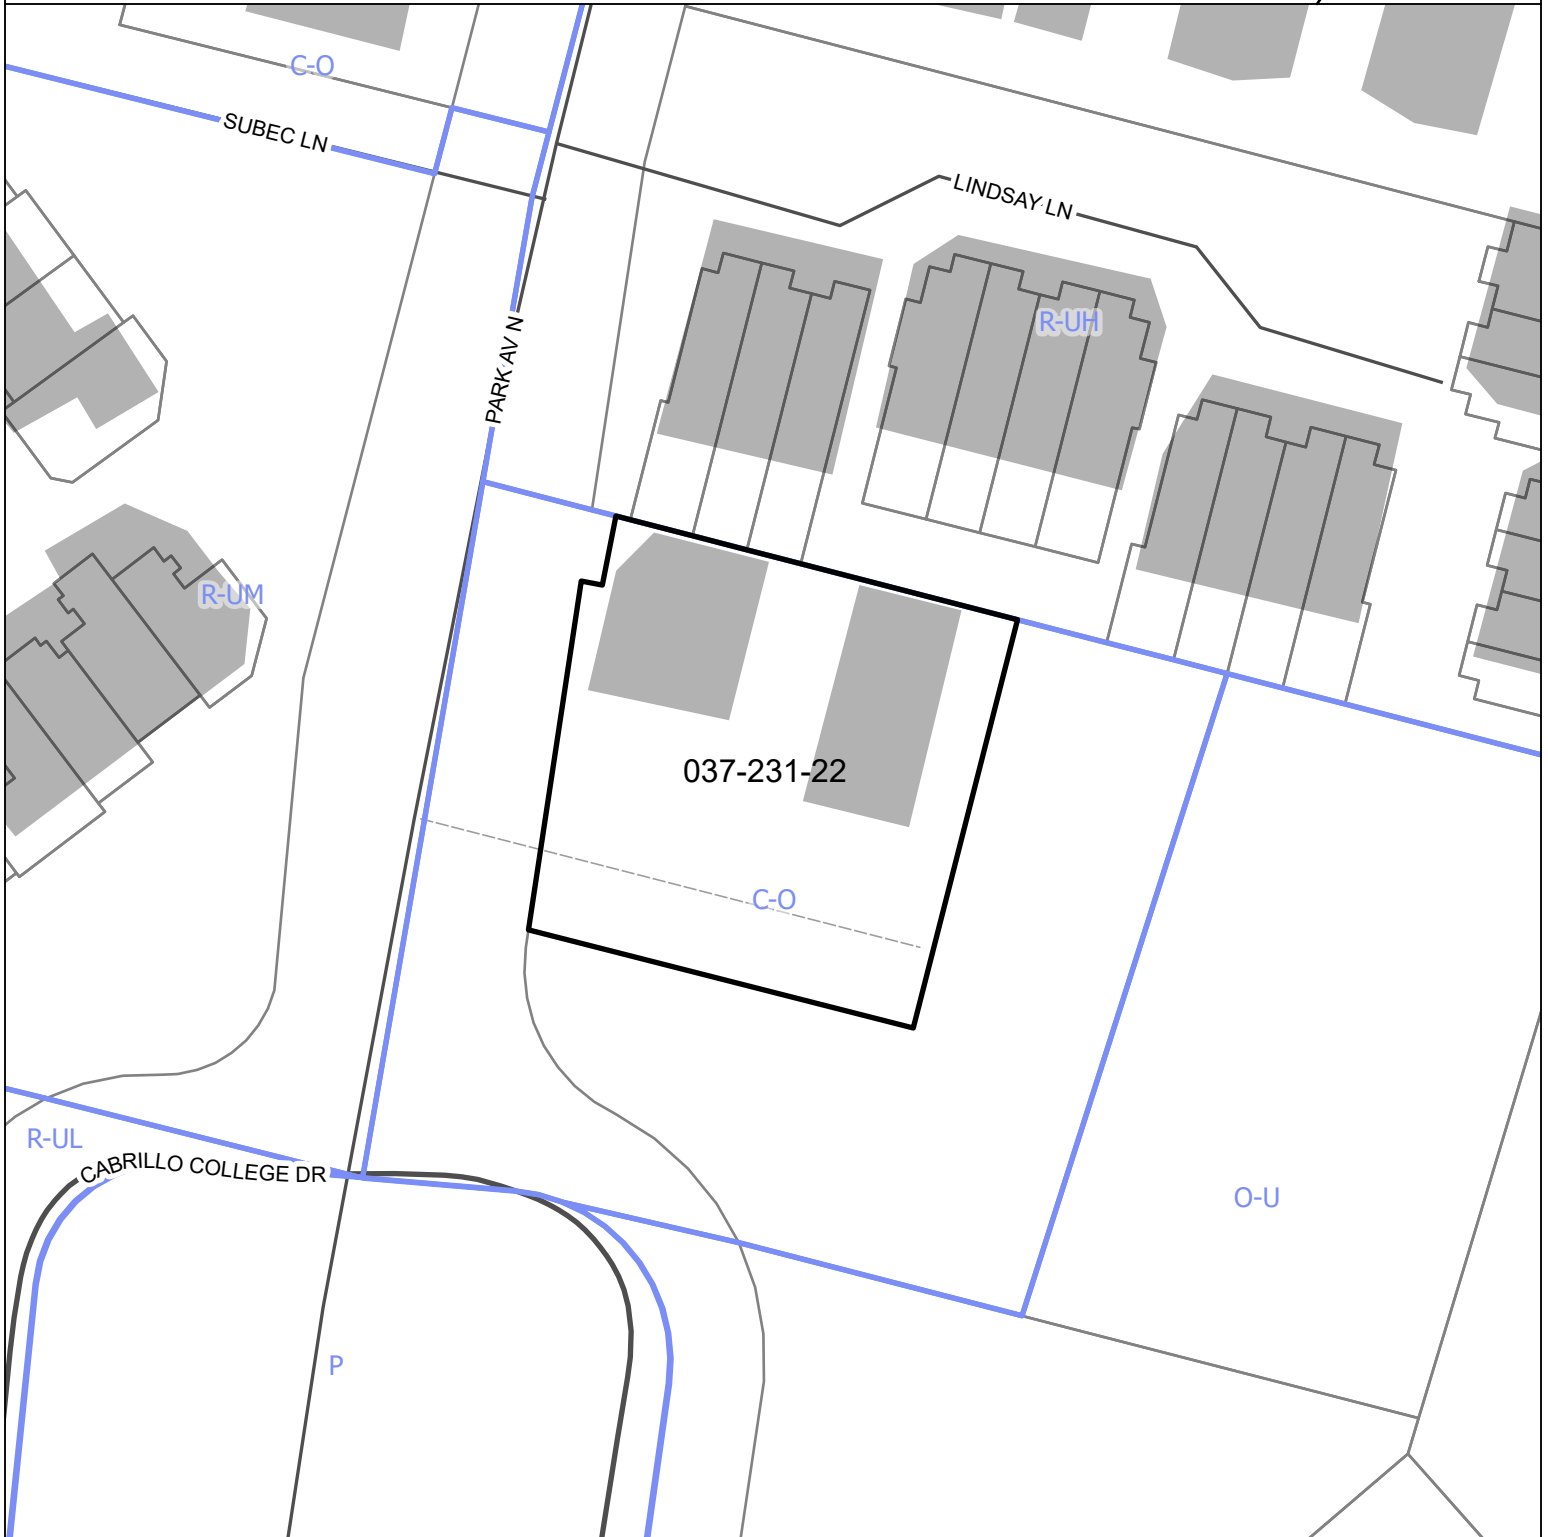 C-O
SUBEC LN
LINDSAY LN
R-UH
PARK AV N
R-UM
037-231-22
C-O
R-UL
CABRILLO COLLEGE DR
O-U
P